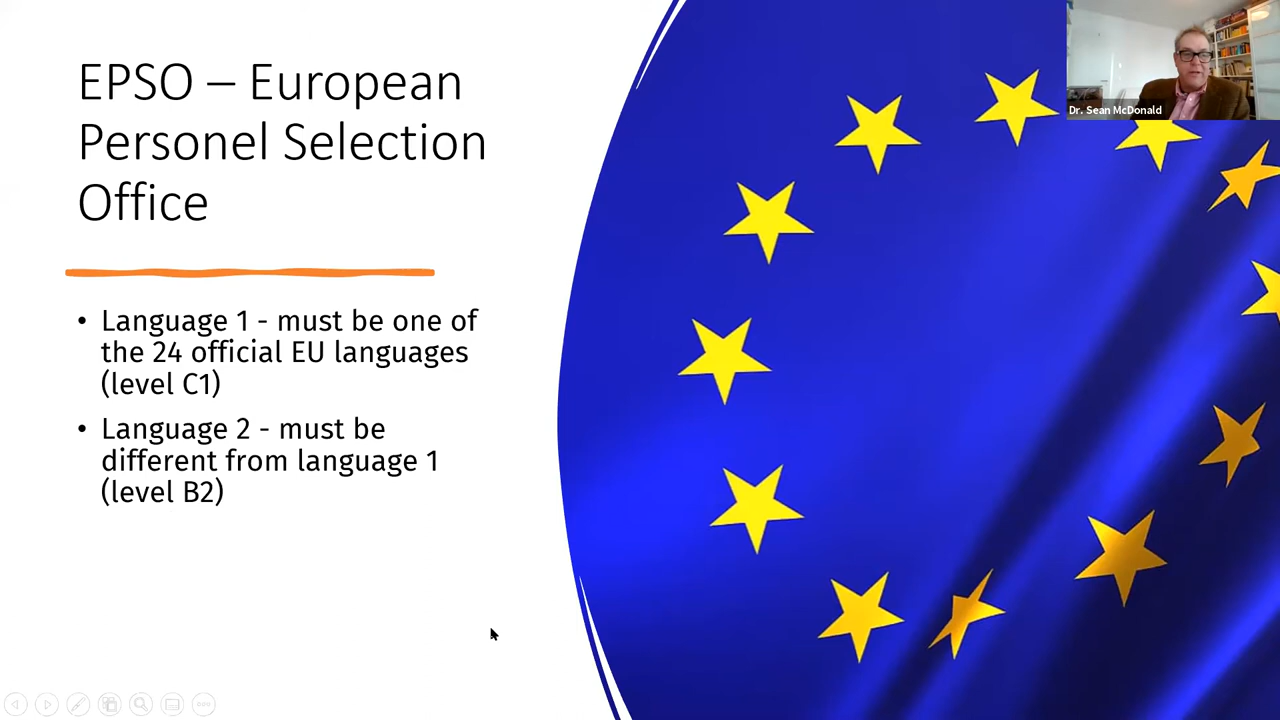 EPSO – European
Personel Selection
Office
• Language 1 - must be one of
the 24 official EU languages
(level C1)
• Language 2 - must be
different from language 1
(level B2)
Dr. Sean McDonald